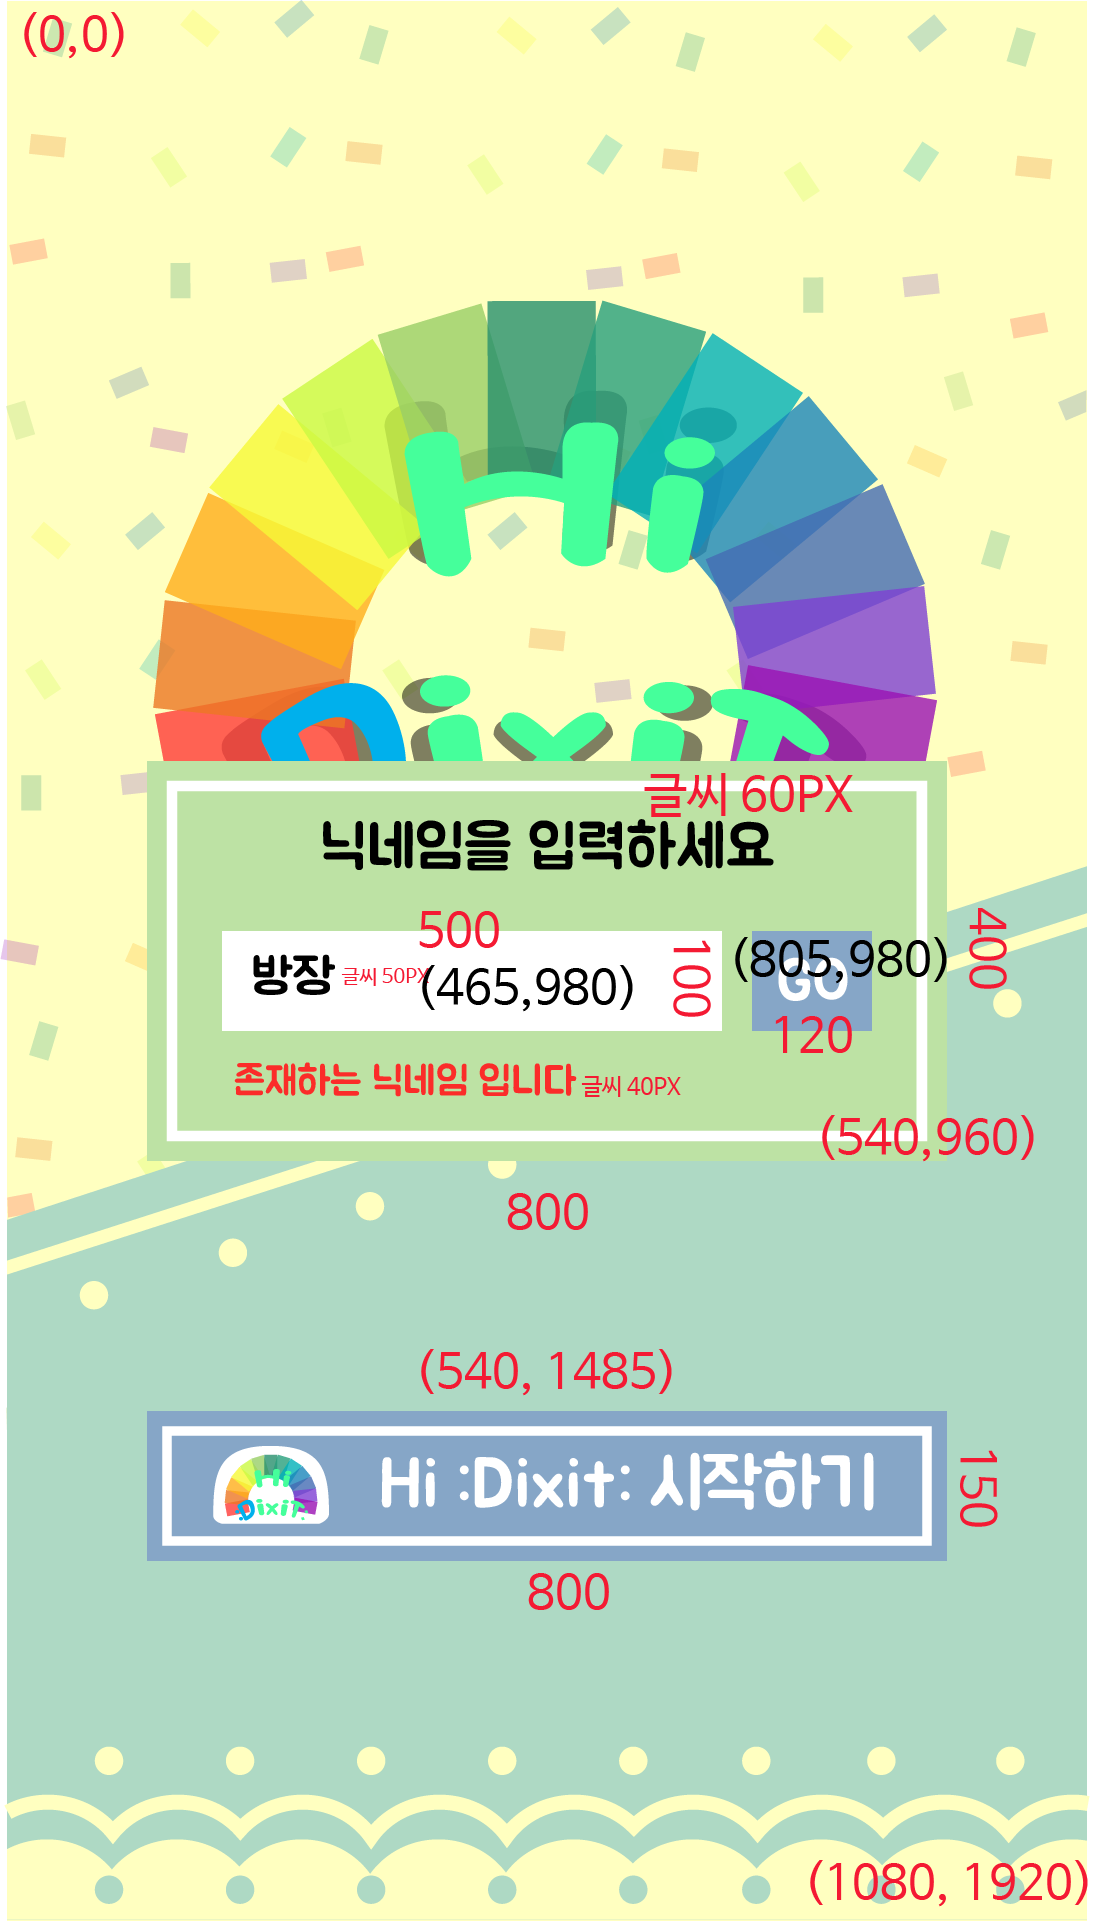 (0,0)
Hi
DixiT
글씨 60PX
닉네임을 입력하세요
500
방장 글씨 50PX
(465,980)
100
(805,980)
GO
120
400
존재하는 닉네임 입니다 글씨 40PX
(540,960)
800
(540, 1485)
Hi DixiT
Hi :Dixit: 시작하기
150
800
(1080, 1920)